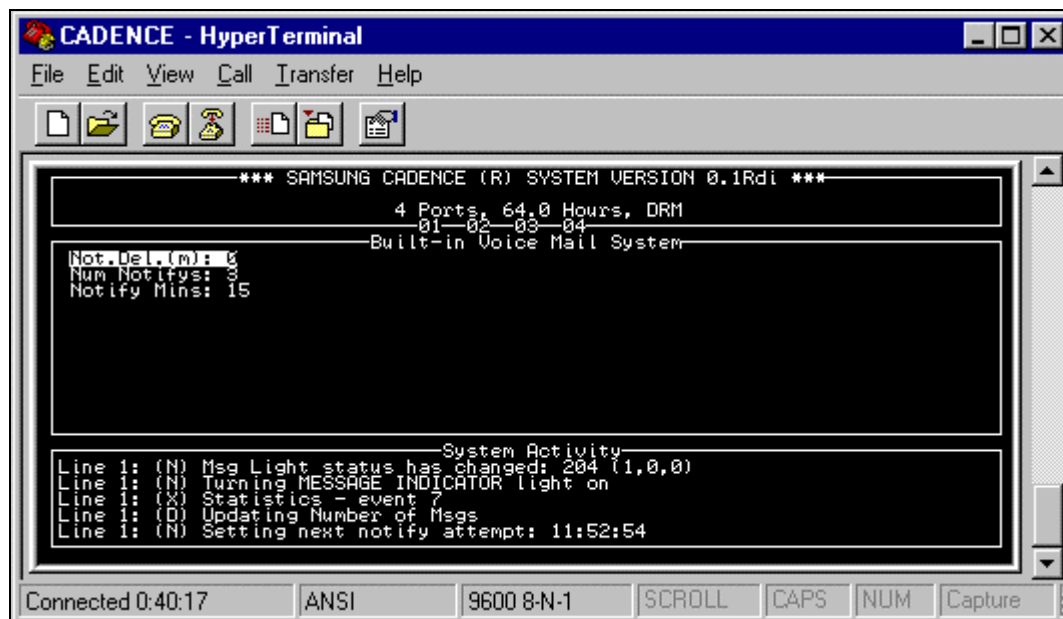 CADENCE - HyperTerminal
File Edit View Call Transfer Help
*** SAMSUNG CADENCE (R) SYSTEM VERSION 0.1Rdi ***
4 Ports, 64.0 Hours, DRM
01 02 03 04
Built-in Voice Mail System
Not.Del.(m):
Num Notifys: 3
Notify Mins: 15
System Activity
Line 1: (N) Msg Light status has changed: 204 (1,0,0)
Line 1: (N) Turning MESSAGE INDICATOR light on
Line 1: (X) Statistics - event 7
Line 1: (D) Updating Number of Msgs
Line 1: (N) Setting next notify attempt: 11:52:54
Connected 0:40:17 ANSI 9600 8-N-1 SCROLL CAPS NUM Capture